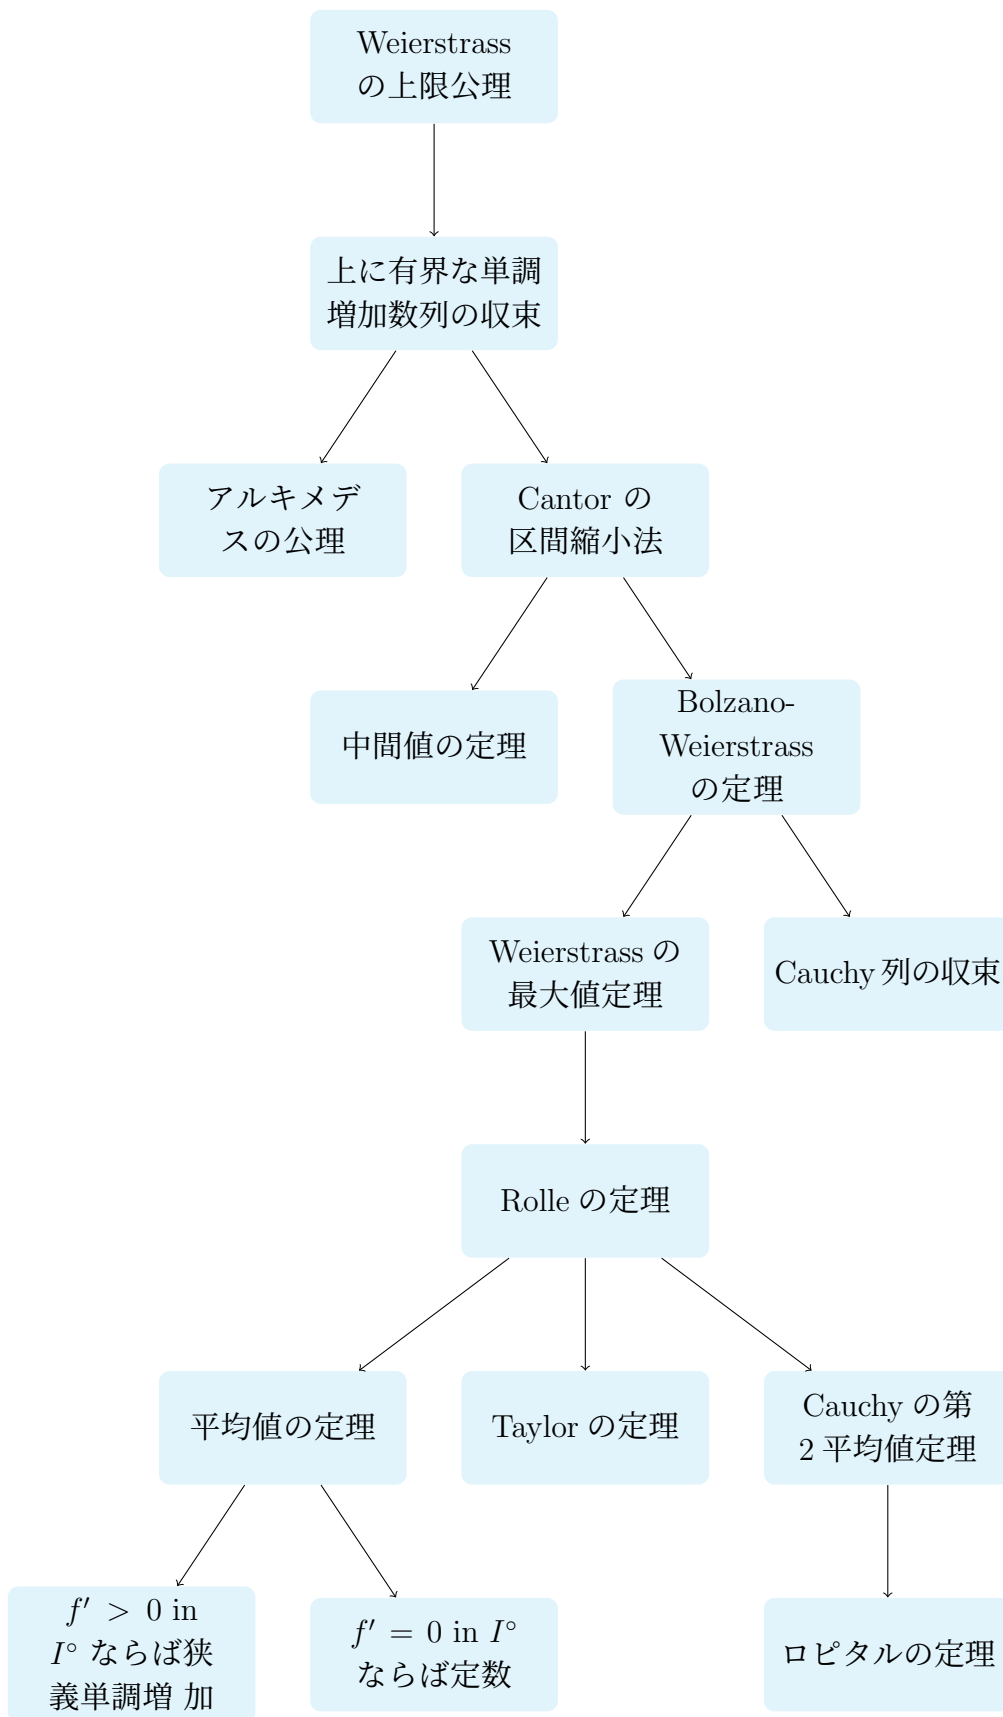 Weierstrass
の上限公理
上に有界な単調
増加数列の収束
アルキメデ
スの公理
Cantor の
区間縮小法
中間値の定理
Bolzano-
Weierstrass
の定理
Weierstrass の
最大値定理
Cauchy 列の収束
Rolle の定理
平均値の定理
Taylor の定理
Cauchy の第
2 平均値定理
f′ > 0 in
I° ならば狭
義単調増 加
f′ = 0 in I°
ならば定数
ロピタルの定理